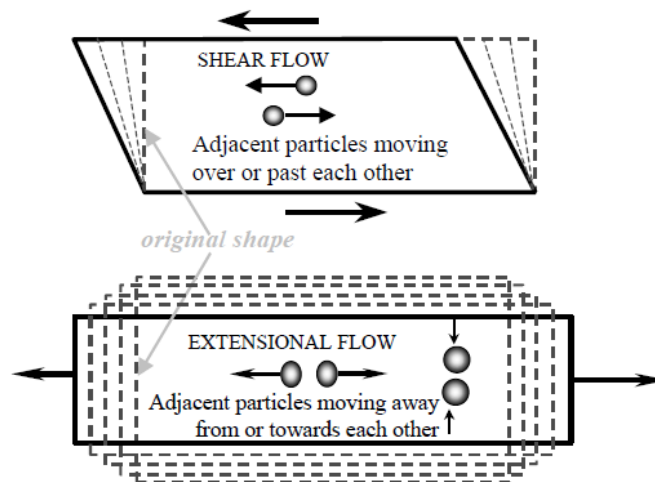 SHEAR FLOW
Adjacent particles moving
over or past each other
original shape
EXTENSIONAL FLOW
Adjacent particles moving away
from or towards each other